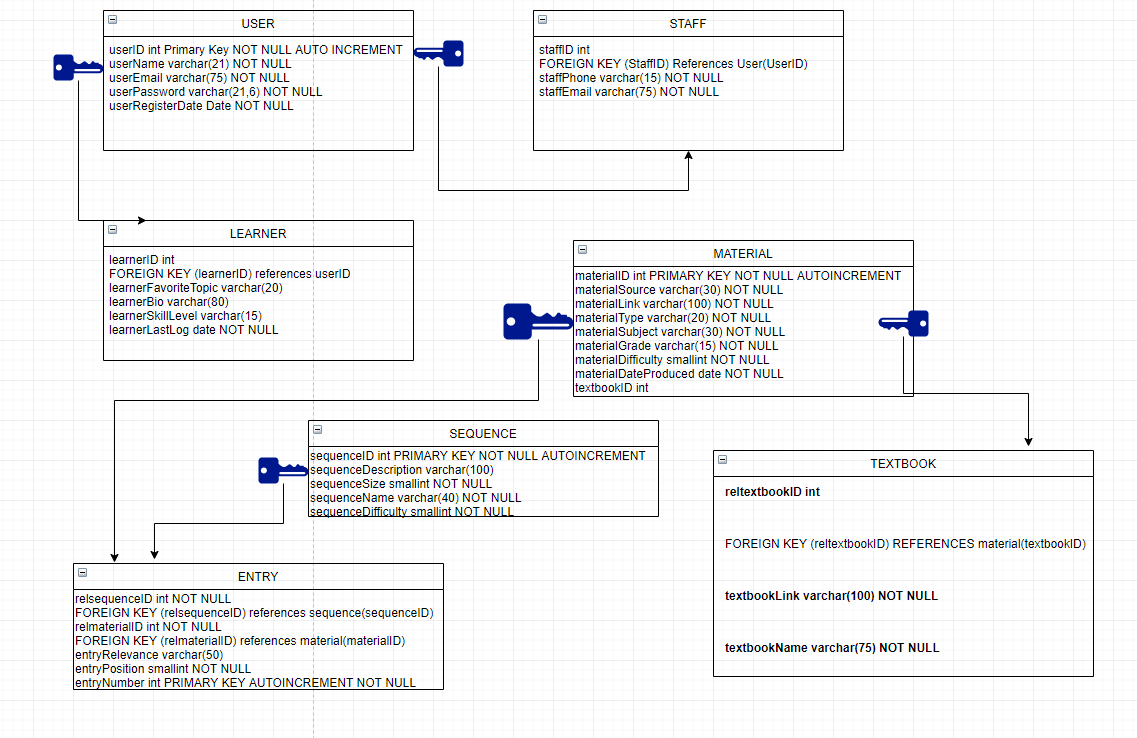 USER
userID int Primary Key NOT NULL AUTO INCREMENT
userName varchar(21) NOT NULL
userEmail varchar(75) NOT NULL
userPassword varchar(21,6) NOT NULL
userRegisterDate Date NOT NULL
STAFF
staffID int
FOREIGN KEY (StaffID) References User(UserID)
staffPhone varchar(15) NOT NULL
staffEmail varchar(75) NOT NULL
LEARNER
learnerID int
FOREIGN KEY (learnerID) references userID
learnerFavoriteTopic varchar(20)
learnerBio varchar(80)
learnerSkillLevel varchar(15)
learnerLastLog date NOT NULL
MATERIAL
materialID int PRIMARY KEY NOT NULL AUTOINCREMENT
materialSource varchar(30) NOT NULL
materialLink varchar(100) NOT NULL
materialType varchar(20) NOT NULL
materialSubject varchar(30) NOT NULL
materialGrade varchar(15) NOT NULL
materialDifficulty smallint NOT NULL
materialDateProduced date NOT NULL
textbookID int
SEQUENCE
sequenceID int PRIMARY KEY NOT NULL AUTOINCREMENT
sequenceDescription varchar(100)
sequenceSize smallint NOT NULL
sequenceName varchar(40) NOT NULL
sequenceDifficulty smallint NOT NULL
TEXTBOOK
reltextbookID int
FOREIGN KEY (reltextbookID) REFERENCES material(textbookID)
textbookLink varchar(100) NOT NULL
textbookName varchar(75) NOT NULL
ENTRY
relsequenceID int NOT NULL
FOREIGN KEY (relsequenceID) references sequence(sequenceID)
relmaterialID int NOT NULL
FOREIGN KEY (relmaterialID) references material(materialID)
entryRelevance varchar(50)
entryPosition smallint NOT NULL
entryNumber int PRIMARY KEY AUTOINCREMENT NOT NULL